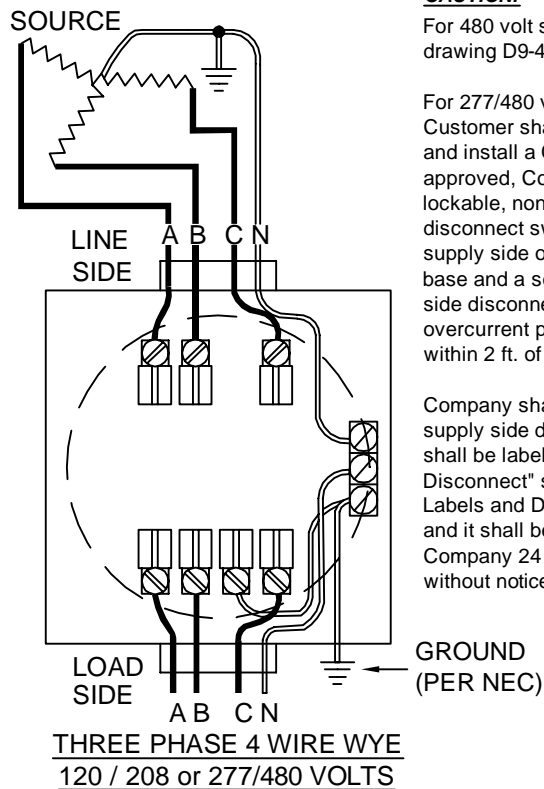 SOURCE
LINE
SIDE
A B C N
LOAD
SIDE
A B C N
GROUND
(PER NEC)
THREE PHASE 4 WIRE WYE
120 / 208 or 277/480 VOLTS
CAUTION:
For 480 volt s
drawing D9-4
For 277/480 v
Customer sha
and install a
approved, Co
lockable, non
disconnect sw
supply side o
base and a se
side disconne
overcurrent p
within 2 ft. of
Company sha
supply side d
shall be label
Disconnect" s
Labels and D
and it shall be
Company 24
without notice